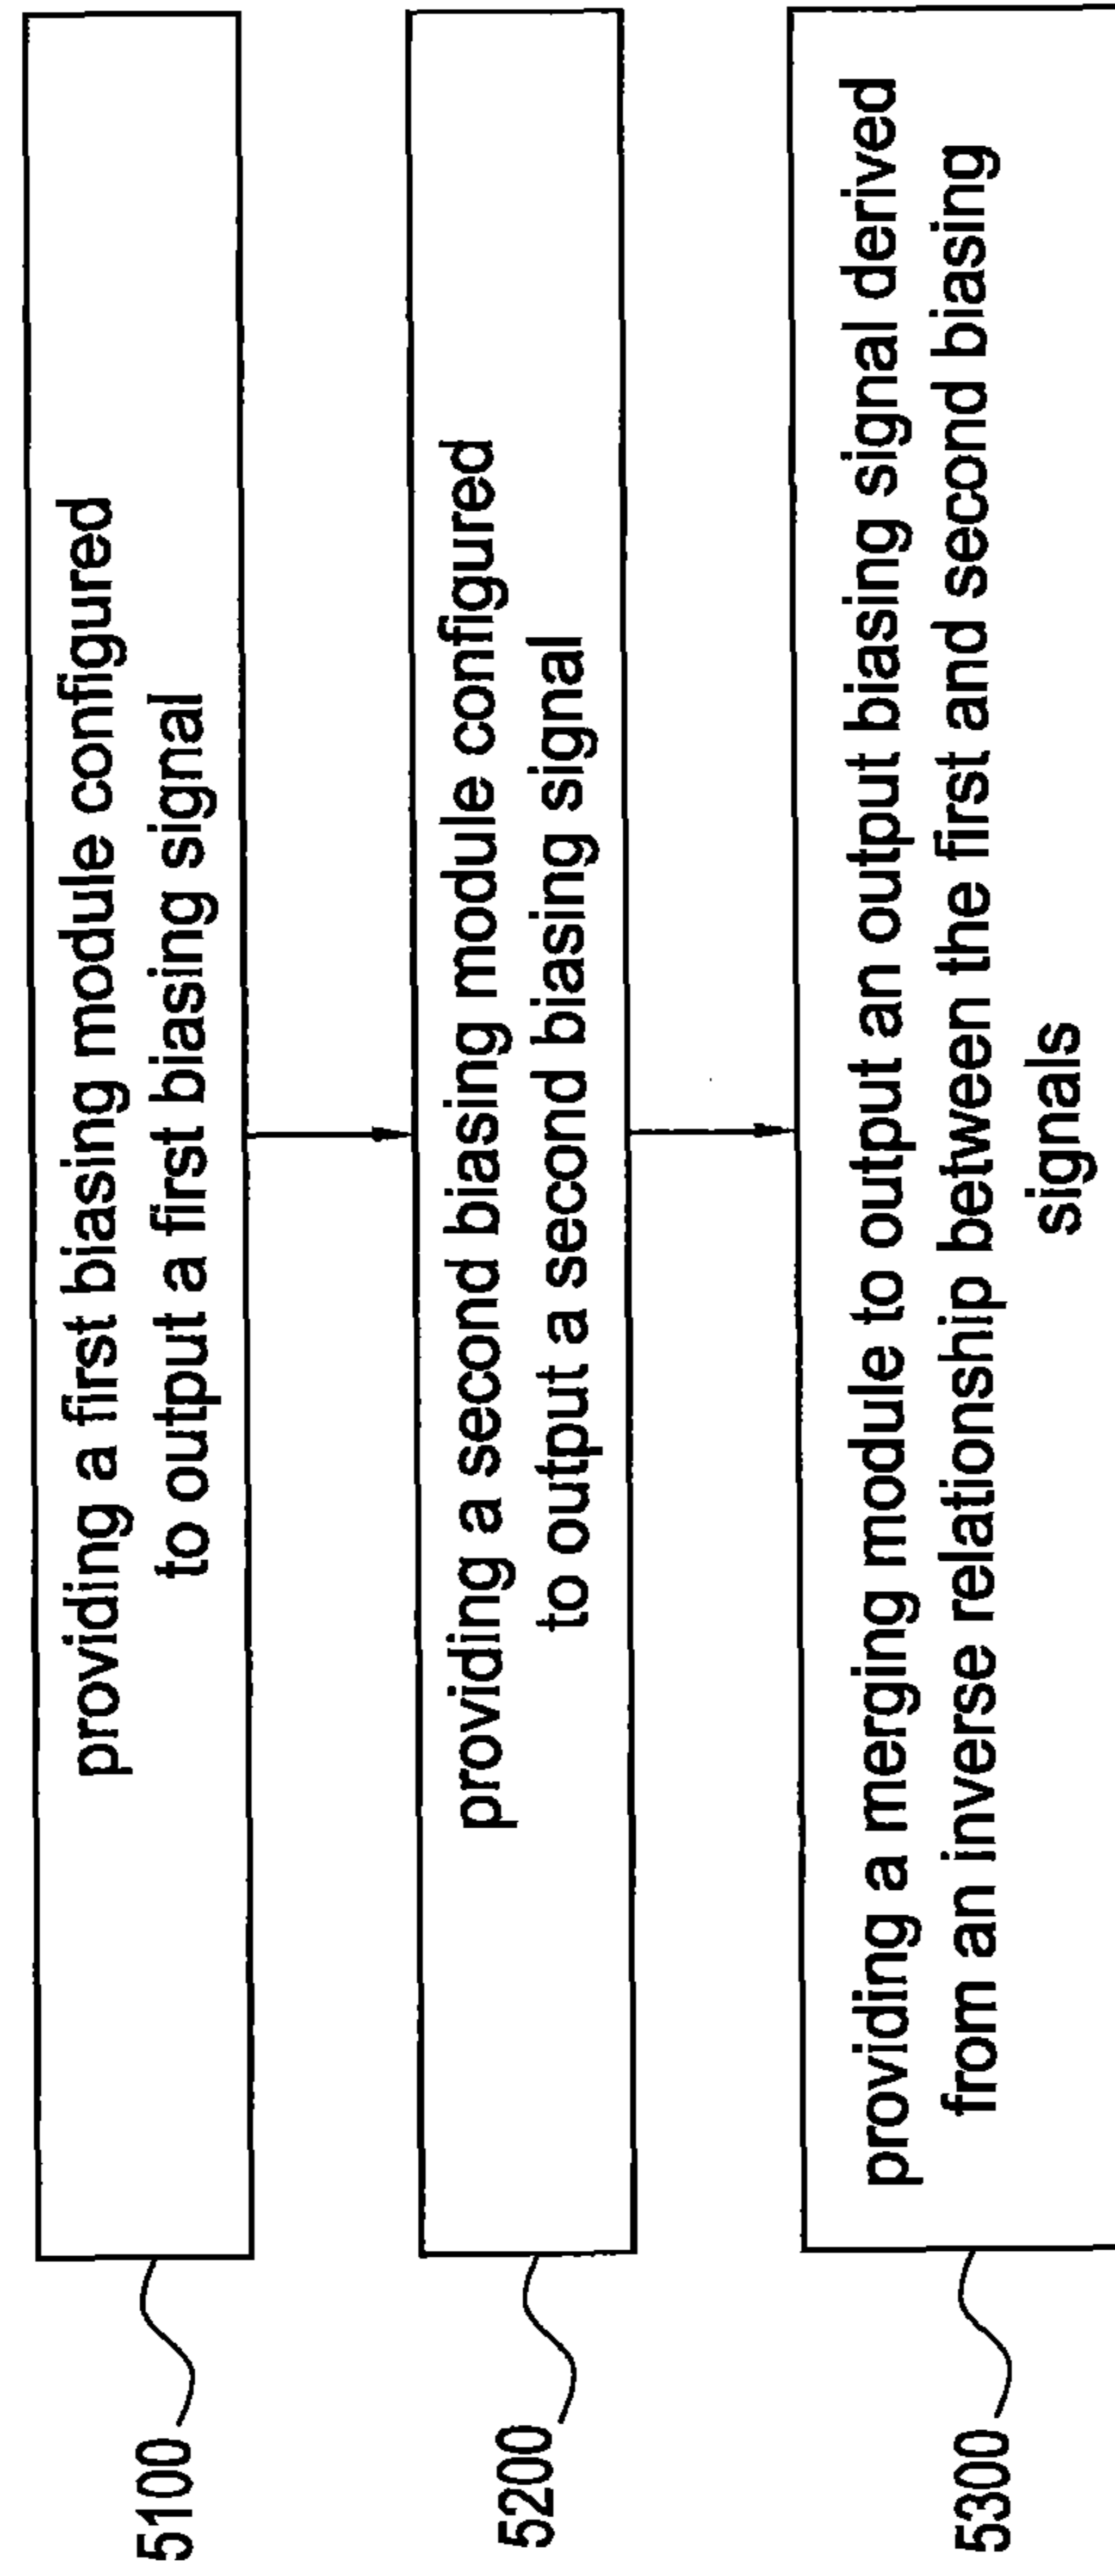 5100
providing a first biasing module configured
to output a first biasing signal
5200
providing a second biasing module configured
to output a second biasing signal
5300
providing a merging module to output an output biasing signal derived
from an inverse relationship between the first and second biasing
signals